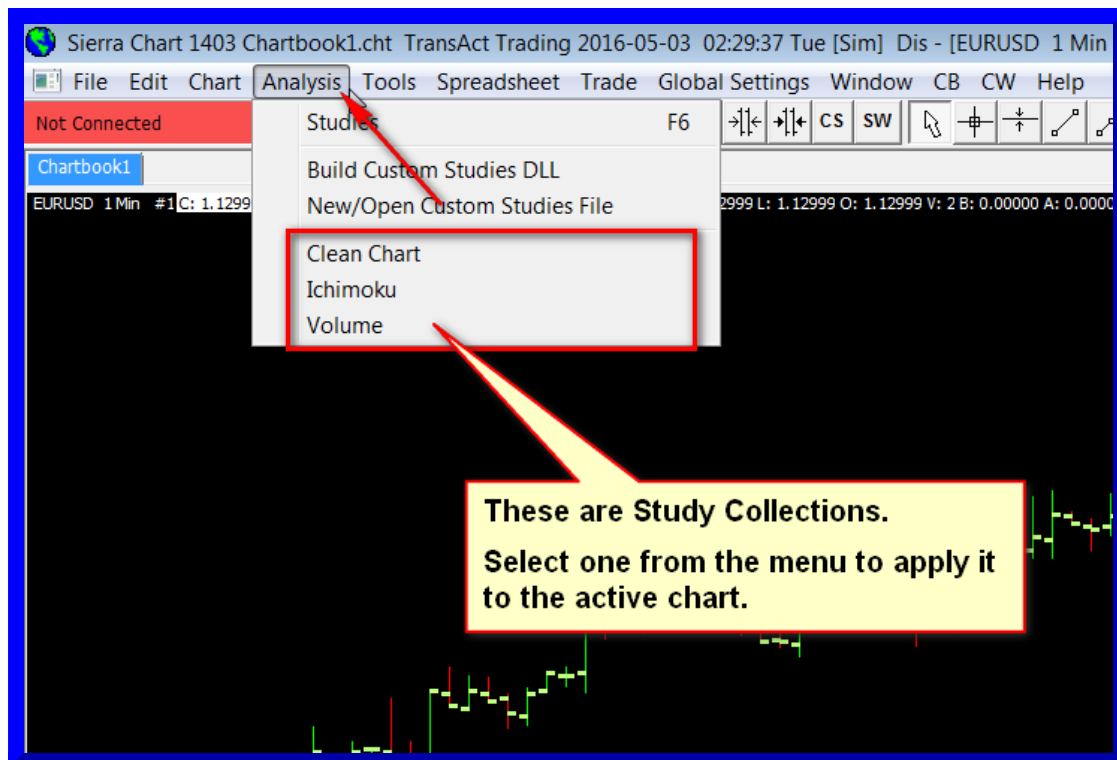 Sierra Chart 1403 Chartbook1.cht TransAct Trading 2016-05-03 02:29:37 Tue [Sim] Dis - [EURUSD 1 Min
File Edit Chart Analysis Tools Spreadsheet Trade Global Settings Window CB CW Help
Not Connected
Studies F6
CS SW
Chartbook1
Build Custom Studies DLL
EURUSD 1 Min #1 C: 1.1299
New/Open Custom Studies File
2999 L: 1.12999 O: 1.12999 V: 2 B: 0.00000 A: 0.0000
Clean Chart
Ichimoku
Volume
These are Study Collections.
Select one from the menu to apply it
to the active chart.